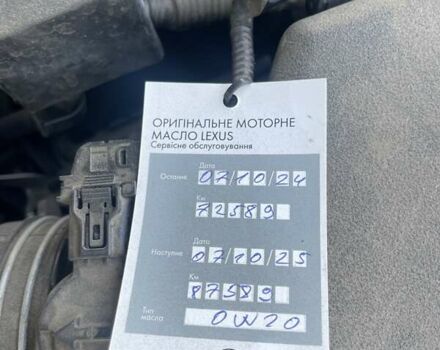 ОРИГІНАЛЬНЕ МОТОРНЕ
МАСЛО LEXUS
Сервісне обслуговування
Дата
Останнє 07/10/24
Км
72589
Дата
Наступне 07/10/25
Км
87589
Тип
масла 0W20